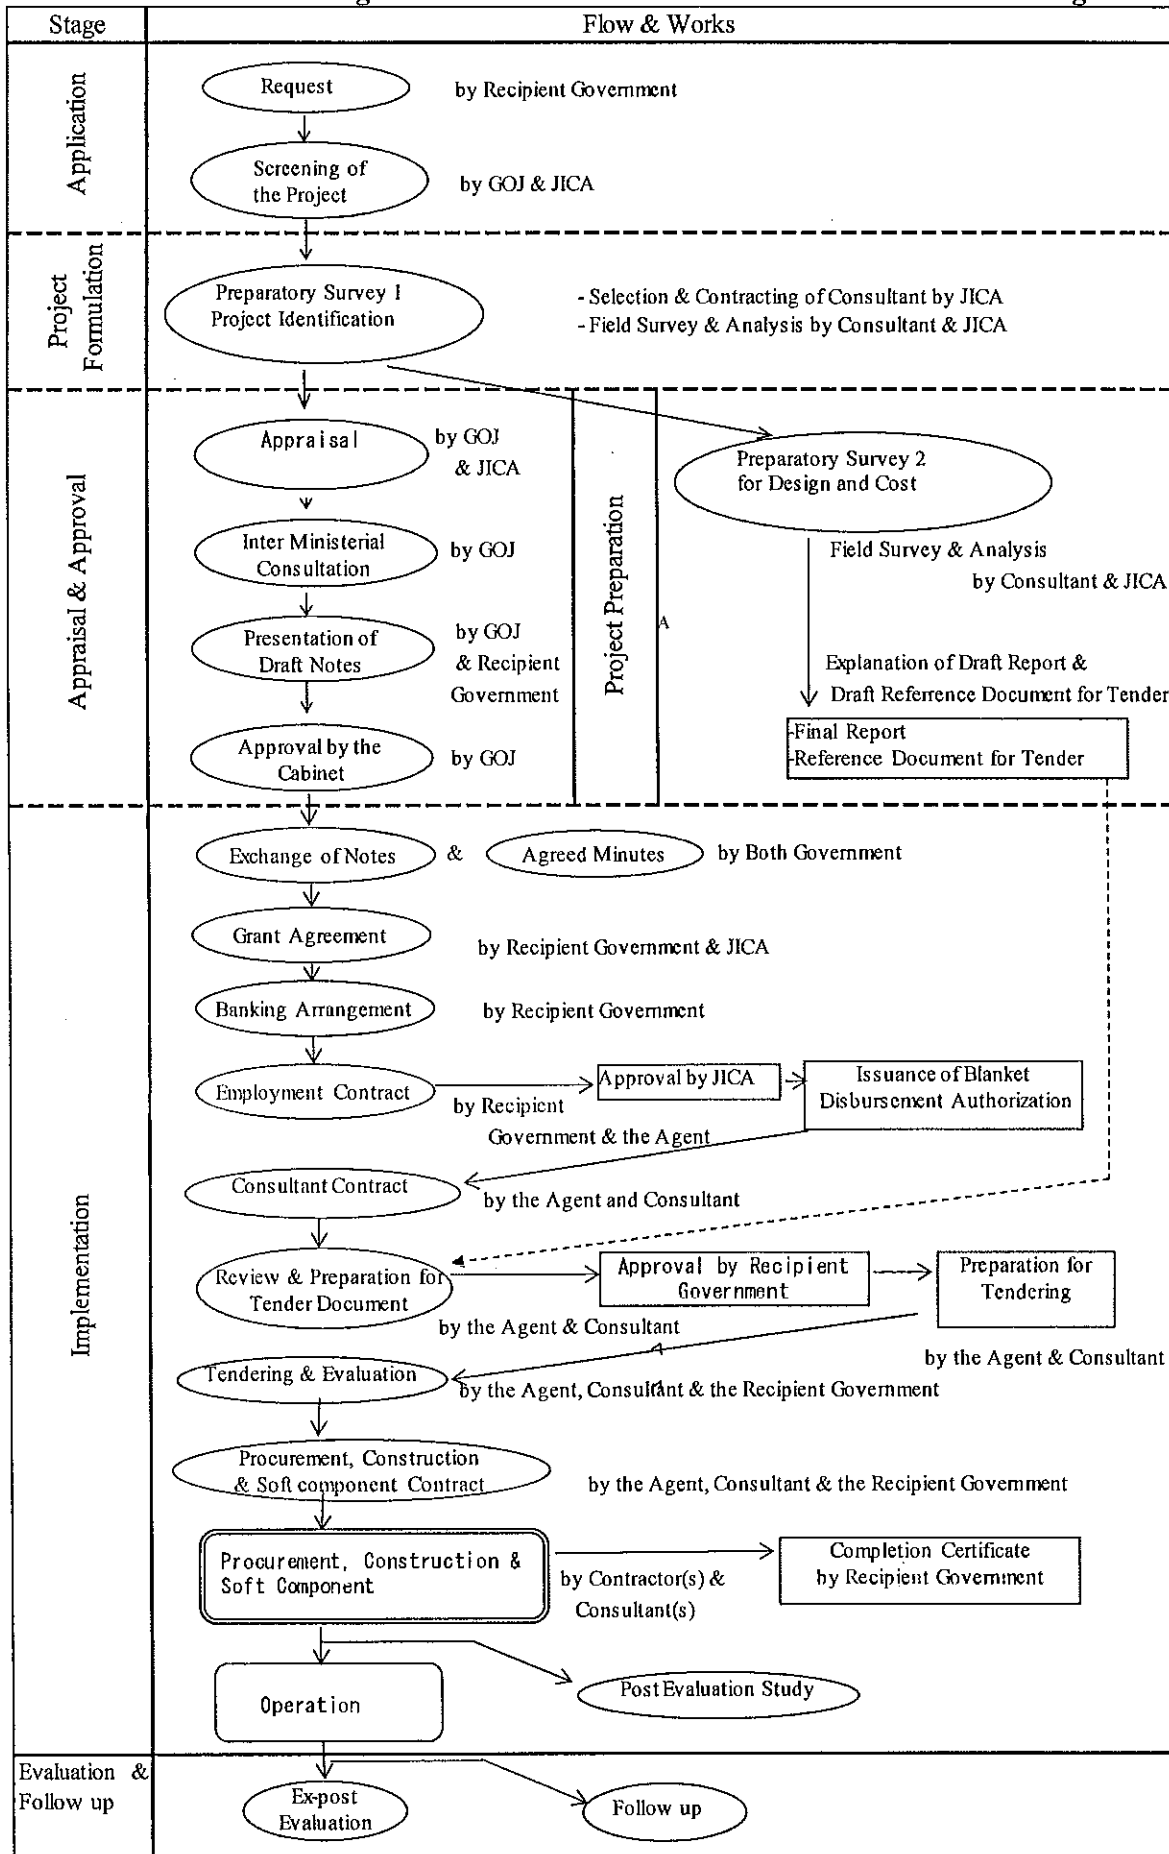 Stage
Flow & Works
Application
Request
by Recipient Government
Screening of
the Project
by GOJ & JICA
Project
Formulation
Preparatory Survey 1
Project Identification
- Selection & Contracting of Consultant by JICA
- Field Survey & Analysis by Consultant & JICA
Appraisal & Approval
Appraisal
by GOJ
& JICA
Inter Ministerial
Consultation
by GOJ
Presentation of
Draft Notes
by GOJ
& Recipient
Government
Approval by the
Cabinet
by GOJ
Project Preparation
A
Preparatory Survey 2
for Design and Cost
Field Survey & Analysis
by Consultant & JICA
Explanation of Draft Report &
Draft Referrence Document for Tender
-Final Report
-Reference Document for Tender
Implementation
Exchange of Notes
&
Agreed Minutes
by Both Government
Grant Agreement
by Recipient Government & JICA
Banking Arrangement
by Recipient Government
Employment Contract
by Recipient
Government & the Agent
Approval by JICA
Issuance of Blanket
Disbursement Authorization
Consultant Contract
by the Agent and Consultant
Review & Preparation for
Tender Document
by the Agent & Consultant
Approval by Recipient
Government
Preparation for
Tendering
by the Agent & Consultant
Tendering & Evaluation
by the Agent, Consultant & the Recipient Government
Procurement, Construction
& Soft component Contract
by the Agent, Consultant & the Recipient Government
Procurement, Construction &
Soft Component
by Contractor(s) &
Consultant(s)
Completion Certificate
by Recipient Government
Operation
Post Evaluation Study
Evaluation &
Follow up
Ex-post
Evaluation
Follow up